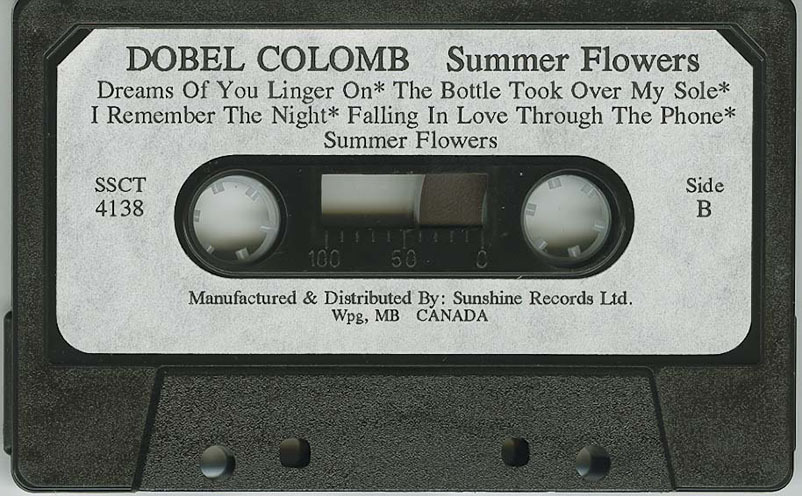 DOBEL COLOMB Summer Flowers
Dreams Of You Linger On* The Bottle Took Over My Sole*
I Remember The Night* Falling In Love Through The Phone*
Summer Flowers
SSCT
4138
Side
B
100 50 0
Manufactured & Distributed By: Sunshine Records Ltd.
Wpg, MB CANADA